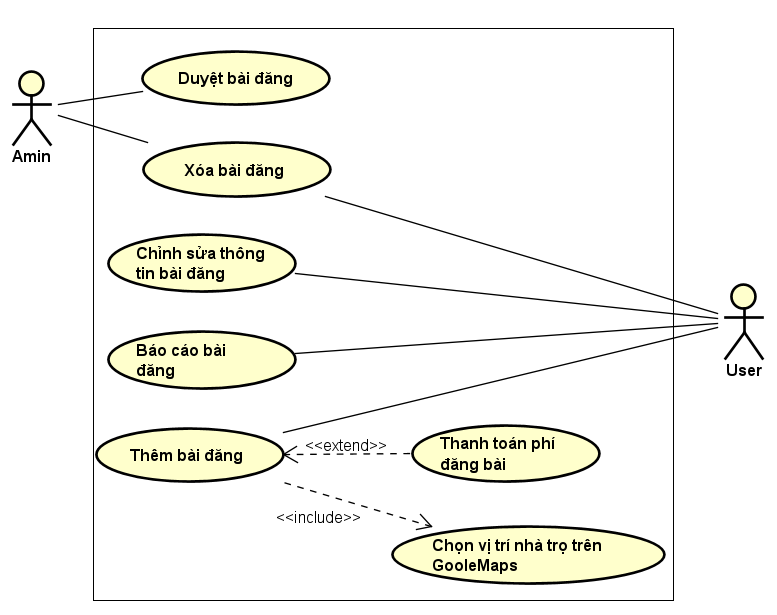 Duyệt bài đăng
Amin
Xóa bài đăng
Chỉnh sửa thông
tin bài đăng
Báo cáo bài
đăng
User
Thêm bài đăng
<<extend>>
Thanh toán phí
đăng bài
<<include>>
Chọn vị trí nhà trọ trên
GooleMaps